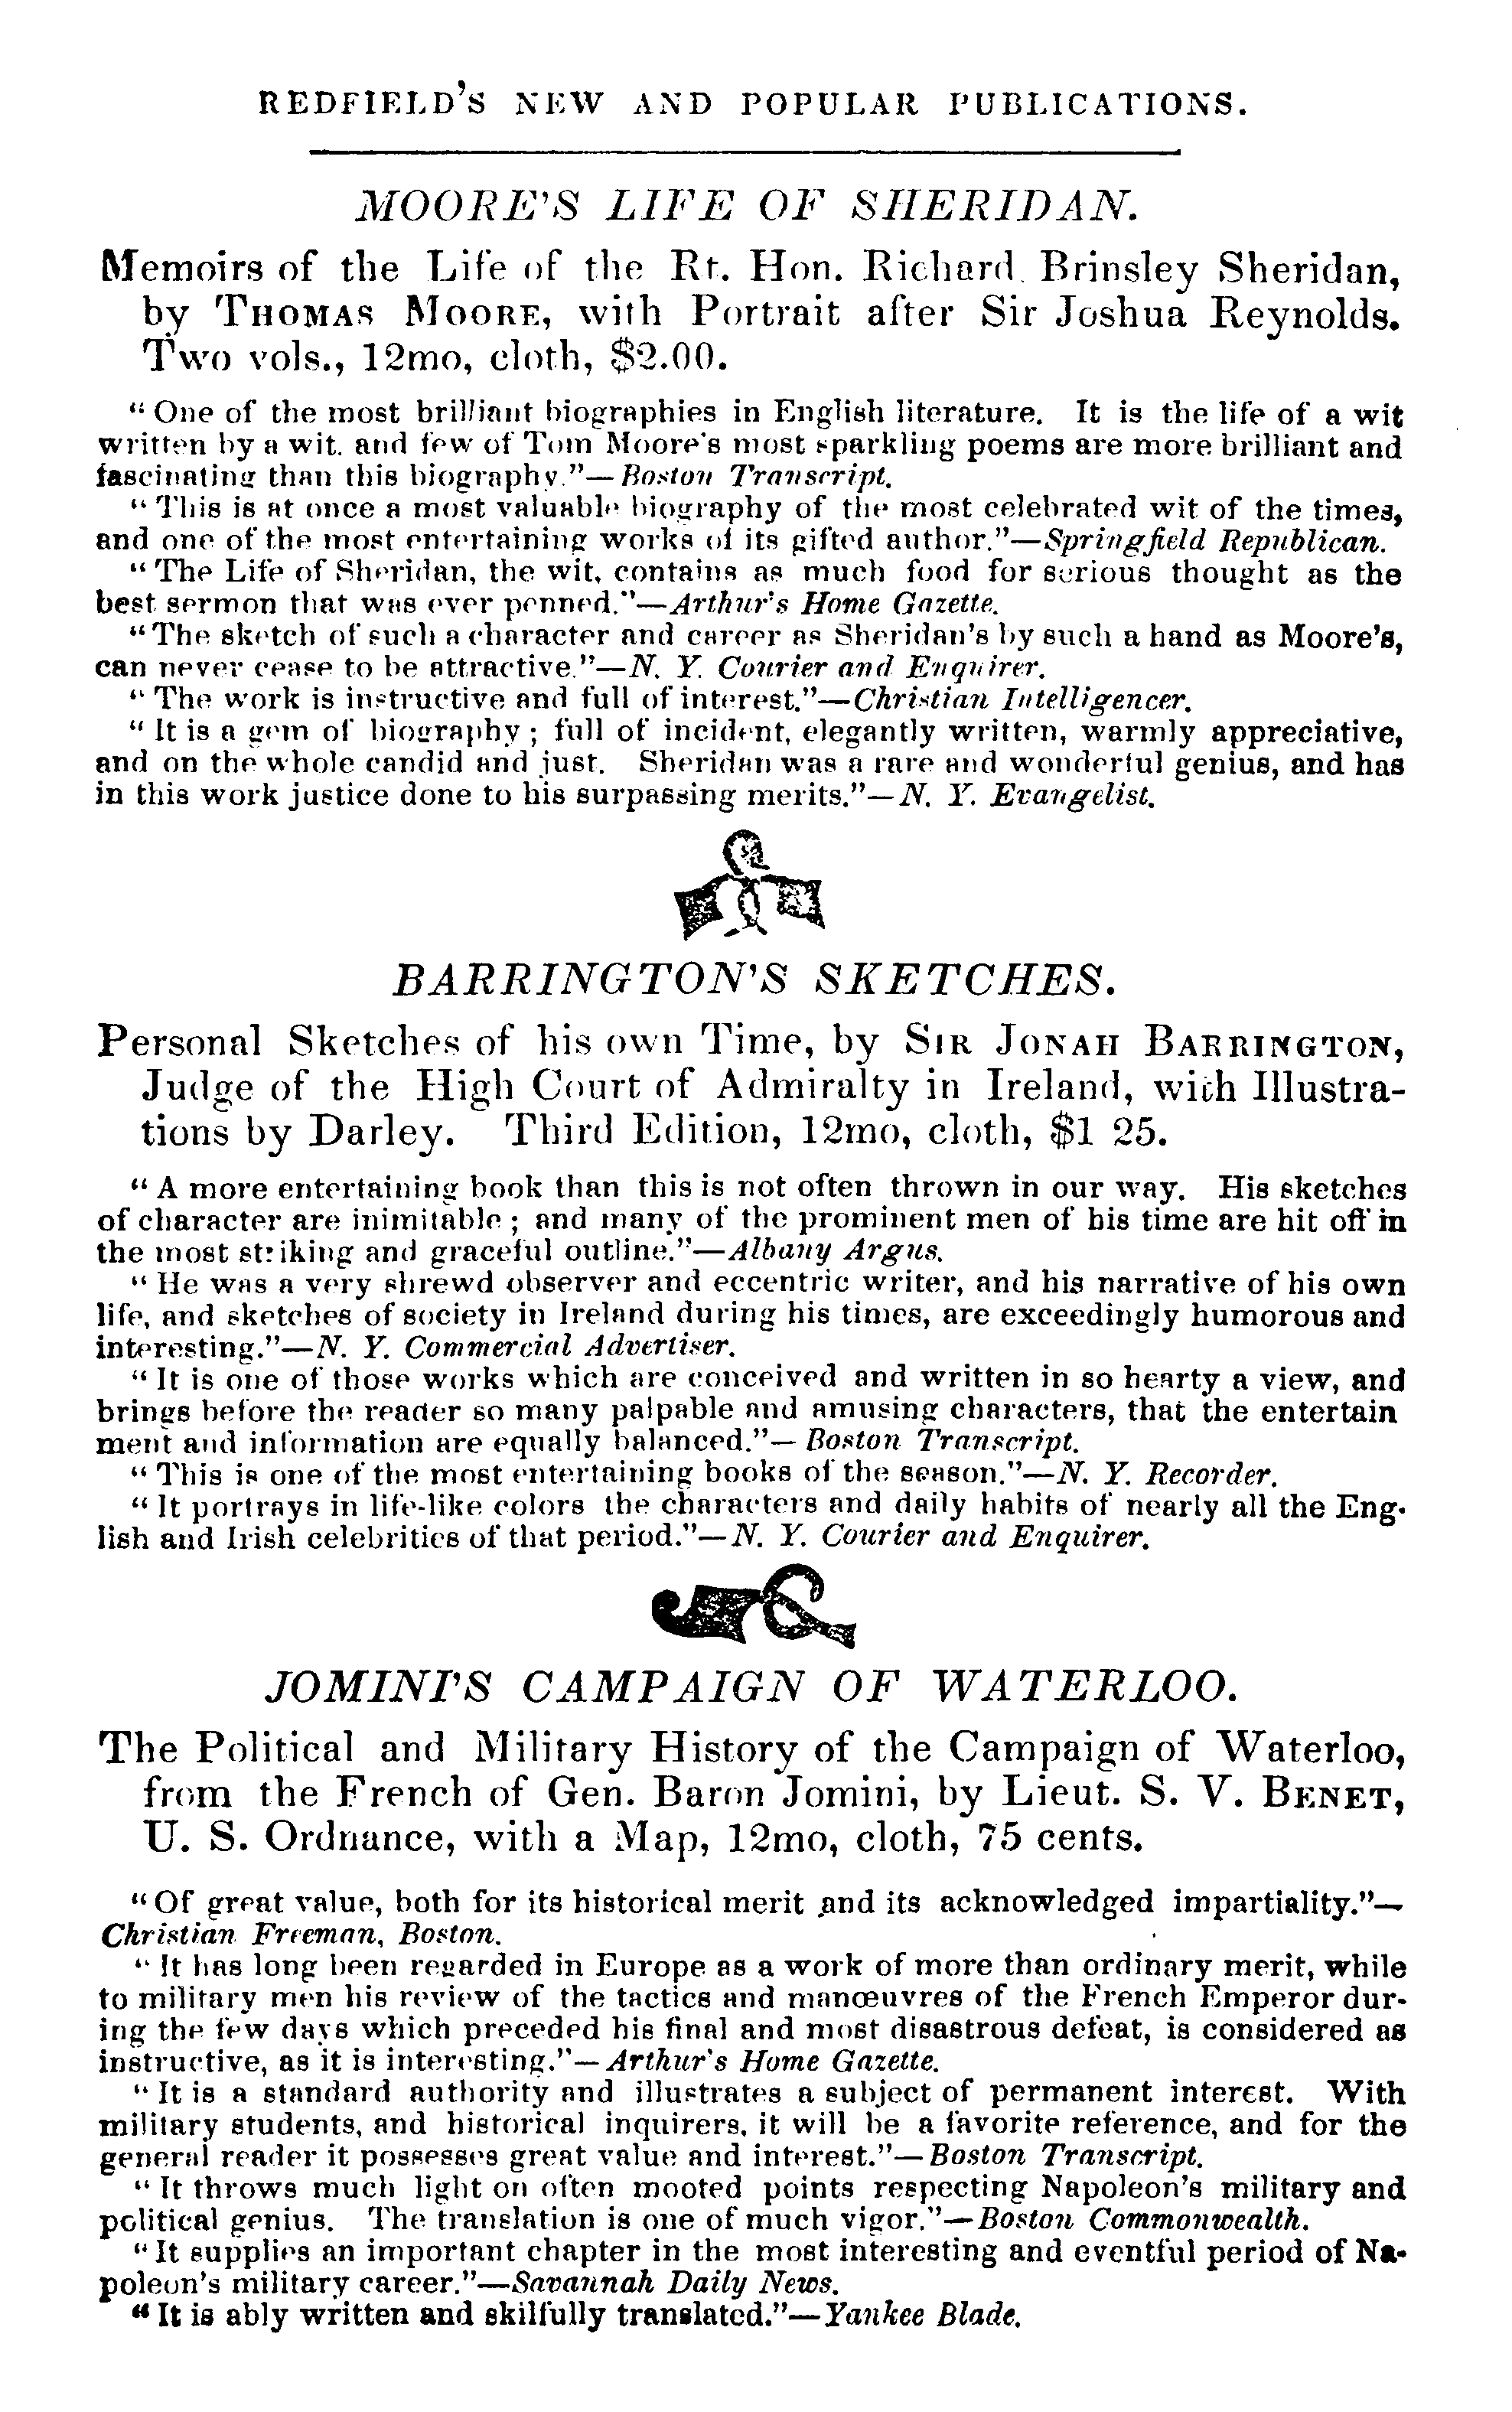 REDFIELD'S NEW AND POPULAR PUBLICATIONS.
MOORE'S LIFE OF SHERIDAN.
Memoirs of the Life of the Rt. Hon. Richard Brinsley Sheridan,
by THOMAS MOORE, with Portrait after Sir Joshua Reynolds.
Two vols., 12mo, cloth, $2.00.
"One of the most brilliant biographies in English literature. It is the life of a wit
written by a wit. and few of Tom Moore's most sparkling poems are more brilliant and
fascinating than this biography."—Boston Transcript.
"This is at once a most valuable biography of the most celebrated wit of the times,
and one of the most entertaining works of its gifted author."—Springfield Republican.
"The Life of Sheridan, the wit, contains as much food for serious thought as the
best sermon that was ever penned."—Arthur's Home Gazette.
"The sketch of such a character and career as Sheridan's by such a hand as Moore's,
can never cease to be attractive."—N. Y. Courier and Enquirer.
"The work is instructive and full of interest."—Christian Intelligencer.
"It is a gem of biography; full of incident, elegantly written, warmly appreciative,
and on the whole candid and just. Sheridan was a rare and wonderful genius, and has
in this work justice done to his surpassing merits."—N. Y. Evangelist.
BARRINGTON'S SKETCHES.
Personal Sketches of his own Time, by SIR JONAH BARRINGTON,
Judge of the High Court of Admiralty in Ireland, with Illustra-
tions by Darley. Third Edition, 12mo, cloth, $1 25.
"A more entertaining book than this is not often thrown in our way. His sketches
of character are inimitable; and many of the prominent men of his time are hit off in
the most striking and graceful outline."—Albany Argus.
"He was a very shrewd observer and eccentric writer, and his narrative of his own
life, and sketches of society in Ireland during his times, are exceedingly humorous and
interesting."—N. Y. Commercial Advertiser.
"It is one of those works which are conceived and written in so hearty a view, and
brings before the reader so many palpable and amusing characters, that the entertain
ment and information are equally balanced."—Boston Transcript.
"This is one of the most entertaining books of the season."—N. Y. Recorder.
"It portrays in life-like colors the characters and daily habits of nearly all the Eng-
lish and Irish celebrities of that period."—N. Y. Courier and Enquirer.
JOMINI'S CAMPAIGN OF WATERLOO.
The Political and Military History of the Campaign of Waterloo,
from the French of Gen. Baron Jomini, by Lieut. S. V. BENET,
U. S. Ordnance, with a Map, 12mo, cloth, 75 cents.
"Of great value, both for its historical merit and its acknowledged impartiality."—
Christian Freeman, Boston.
"It has long been regarded in Europe as a work of more than ordinary merit, while
to military men his review of the tactics and manœuvres of the French Emperor dur-
ing the few days which preceded his final and most disastrous defeat, is considered as
instructive, as it is interesting."—Arthur's Home Gazette.
"It is a standard authority and illustrates a subject of permanent interest. With
military students, and historical inquirers, it will be a favorite reference, and for the
general reader it possesses great value and interest."—Boston Transcript.
"It throws much light on often mooted points respecting Napoleon's military and
political genius. The translation is one of much vigor."—Boston Commonwealth.
"It supplies an important chapter in the most interesting and eventful period of Na-
poleon's military career."—Savannah Daily News.
"It is ably written and skilfully translated."—Yankee Blade.